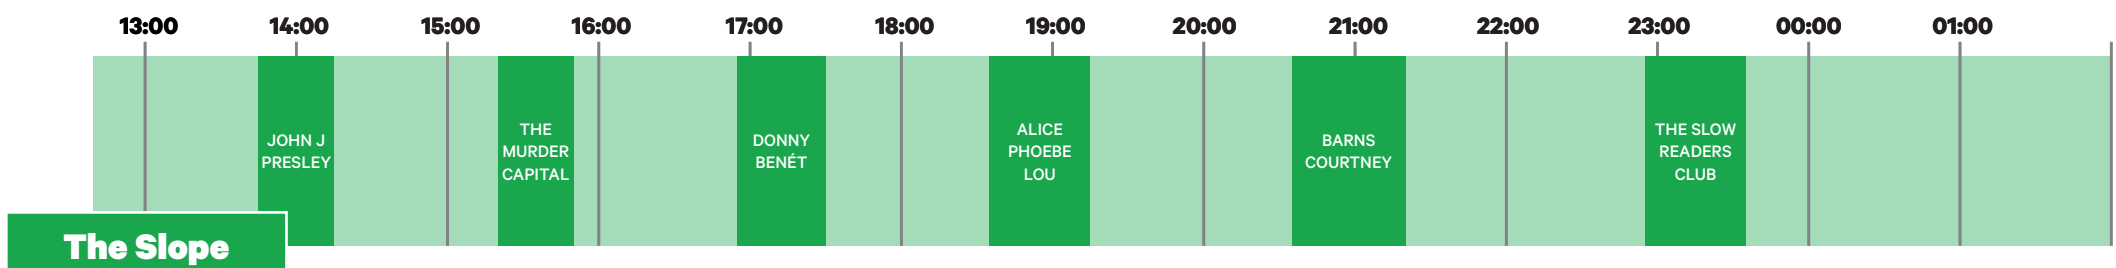 13:00 14:00 15:00 16:00 17:00 18:00 19:00 20:00 21:00 22:00 23:00 00:00 01:00
JOHN J
PRESLEY
THE
MURDER
CAPITAL
DONNY
BENÉT
ALICE
PHOEBE
LOU
BARNS
COURTNEY
THE SLOW
READERS
CLUB
The Slope